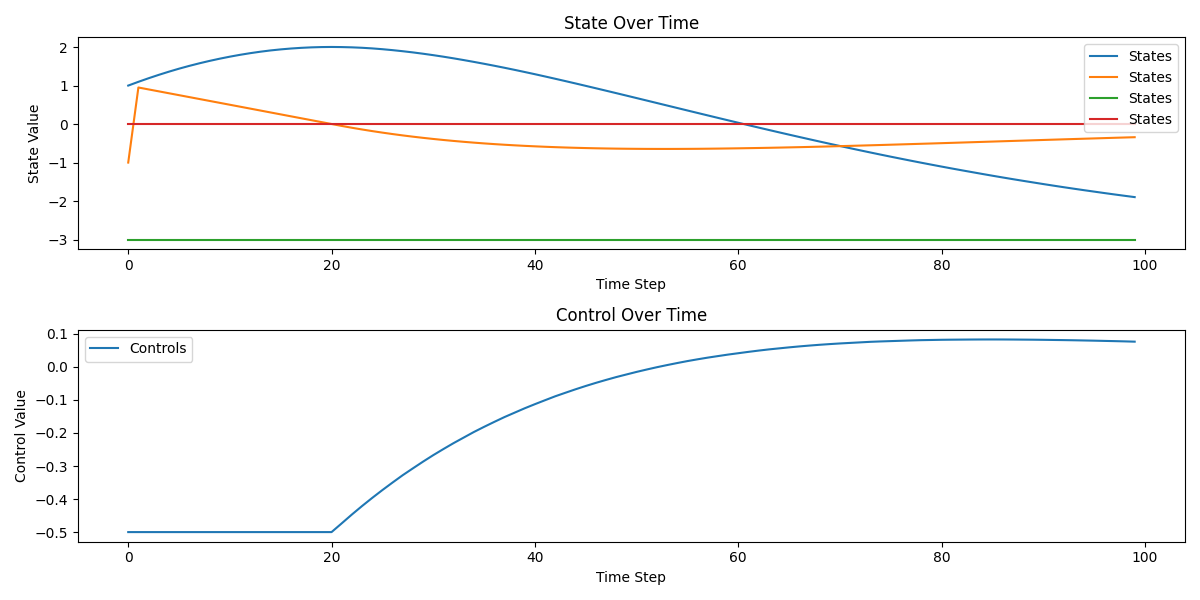 State Over Time
State Value
2
1
0
−1
−2
−3
States
States
States
States
0 20 40 60 80 100
Time Step
Control Over Time
Control Value
0.1
0.0
−0.1
−0.2
−0.3
−0.4
−0.5
Controls
0 20 40 60 80 100
Time Step